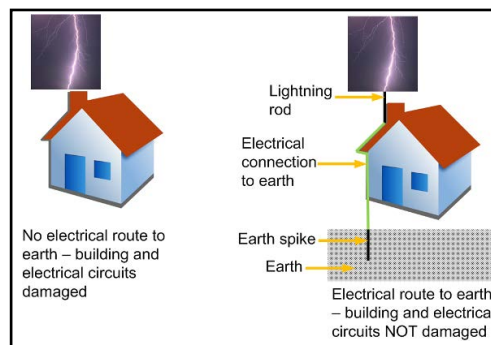 No electrical route to
earth – building and
electrical circuits
damaged
Lightning
rod
Electrical
connection
to earth
Earth spike
Earth
Electrical route to earth
– building and electrical
circuits NOT damaged